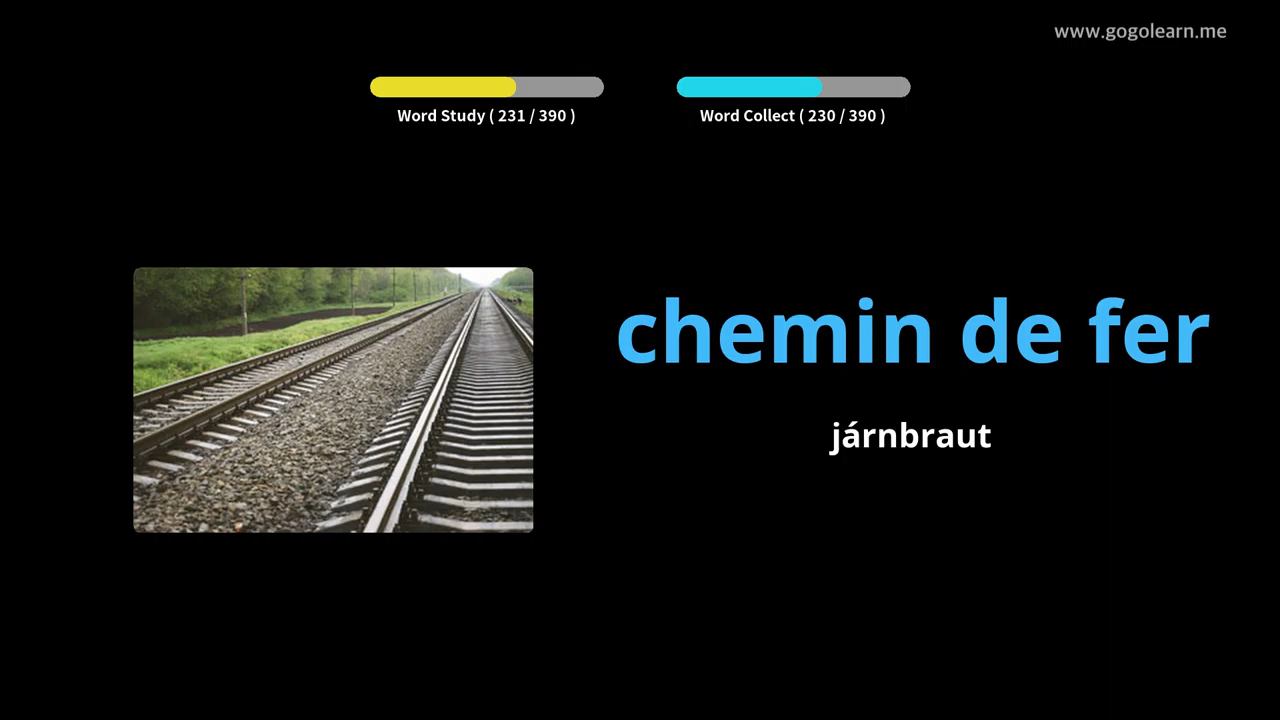 www.gogolearn.me
Word Study ( 231 / 390 )
Word Collect ( 230 / 390 )
chemin de fer
járnbraut